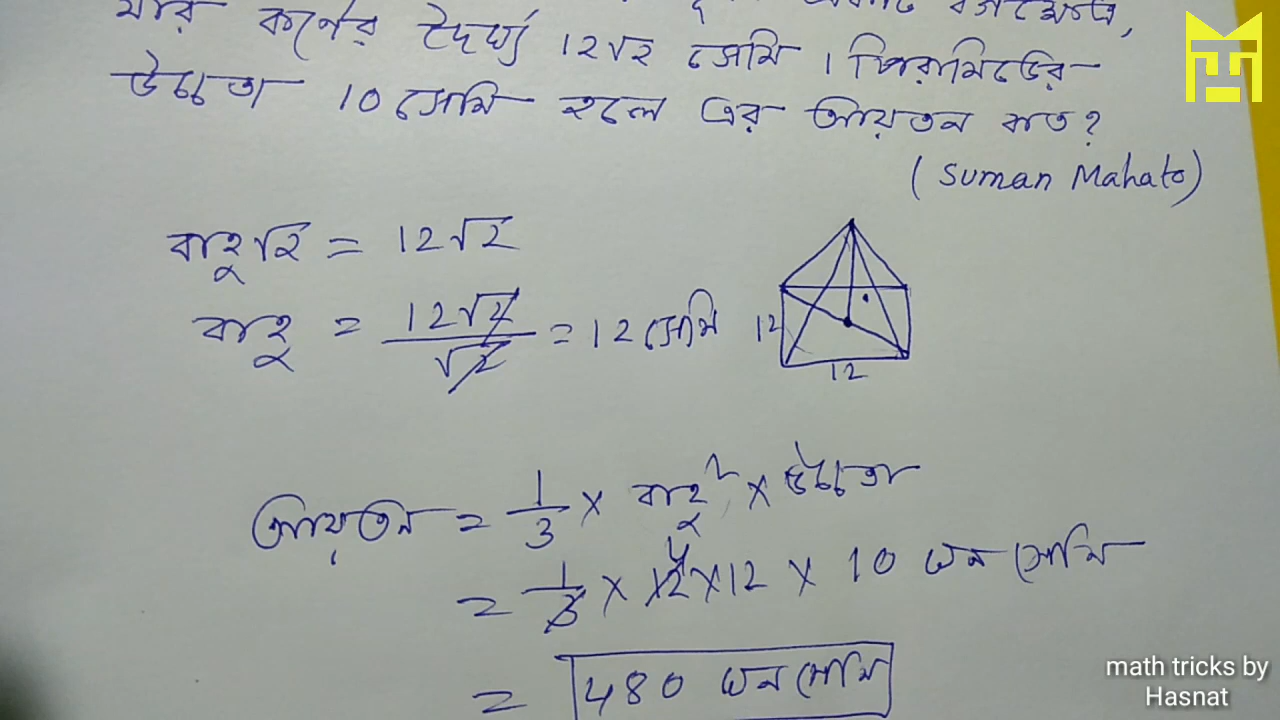 যার কর্ণের দৈর্ঘ্য 12√2 সেমি । পিরামিডের
উচ্চতা 10 সেমি হলে এর আয়তন কত?
(Suman Mahato)
বাহু√2 = 12√2
বাহু = 12√2/√2 = 12 সেমি
12
12
আয়তন = 1/3 × বাহু² × উচ্চতা
= 1/3 × 12 4 × 12 × 10 ঘন সেমি
= 480 ঘন সেমি
math tricks by
Hasnat